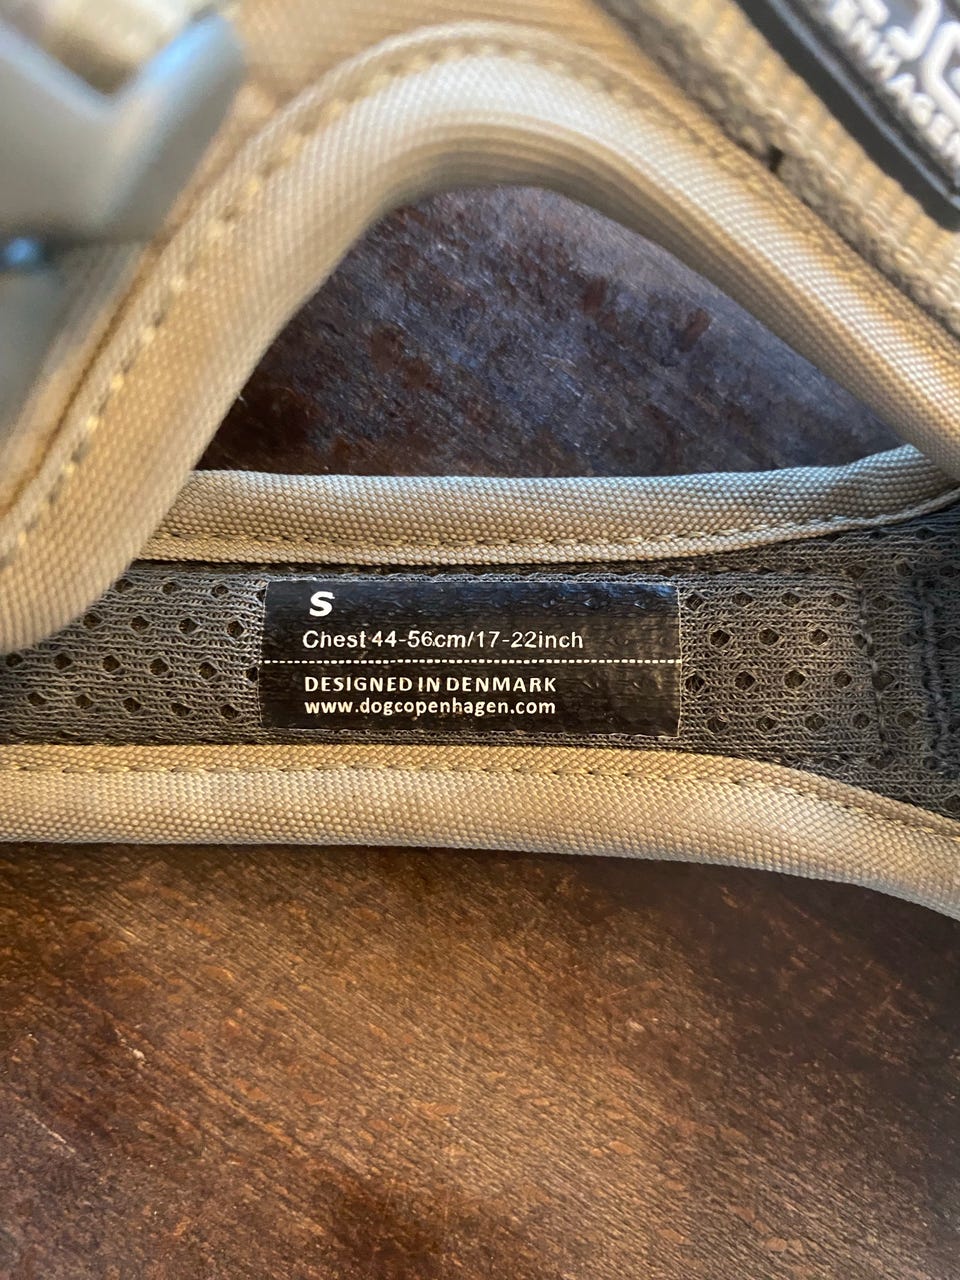 S
Chest 44-56cm/17-22inch
DESIGNED IN DENMARK
www.dogcopenhagen.com